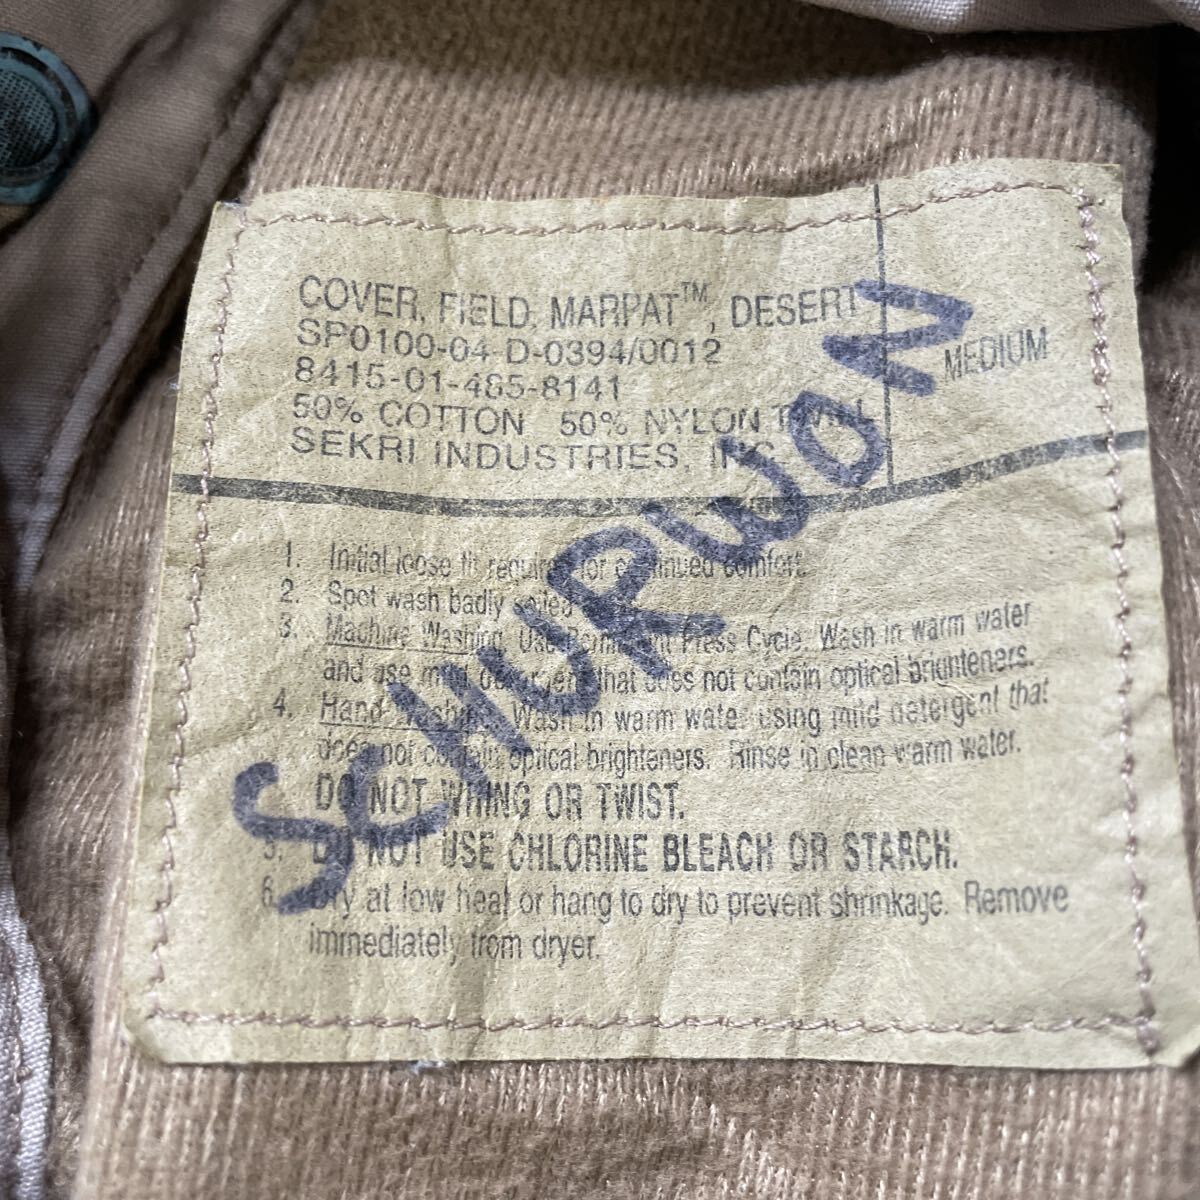 COVER, FIELD, MARPAT™, DESERT
SP0100-04-D-0394/0012
8415-01-485-8141
50% COTTON 50% NYLON TWILL
SEKRI INDUSTRIES, INC.
MEDIUM
SCHURWON
1. Initial loose fit required for continued comfort.
2. Spot wash badly soiled
3. Machine Washing. Use Permanent Press Cycle. Wash in warm water
and use mild detergent that does not contain optical brighteners.
4. Hand Washing. Wash in warm water using mild detergent that
does not contain optical brighteners. Rinse in clean warm water.
DO NOT WRING OR TWIST.
5. DO NOT USE CHLORINE BLEACH OR STARCH.
6. Dry at low heat or hang to dry to prevent shrinkage. Remove
immediately from dryer.